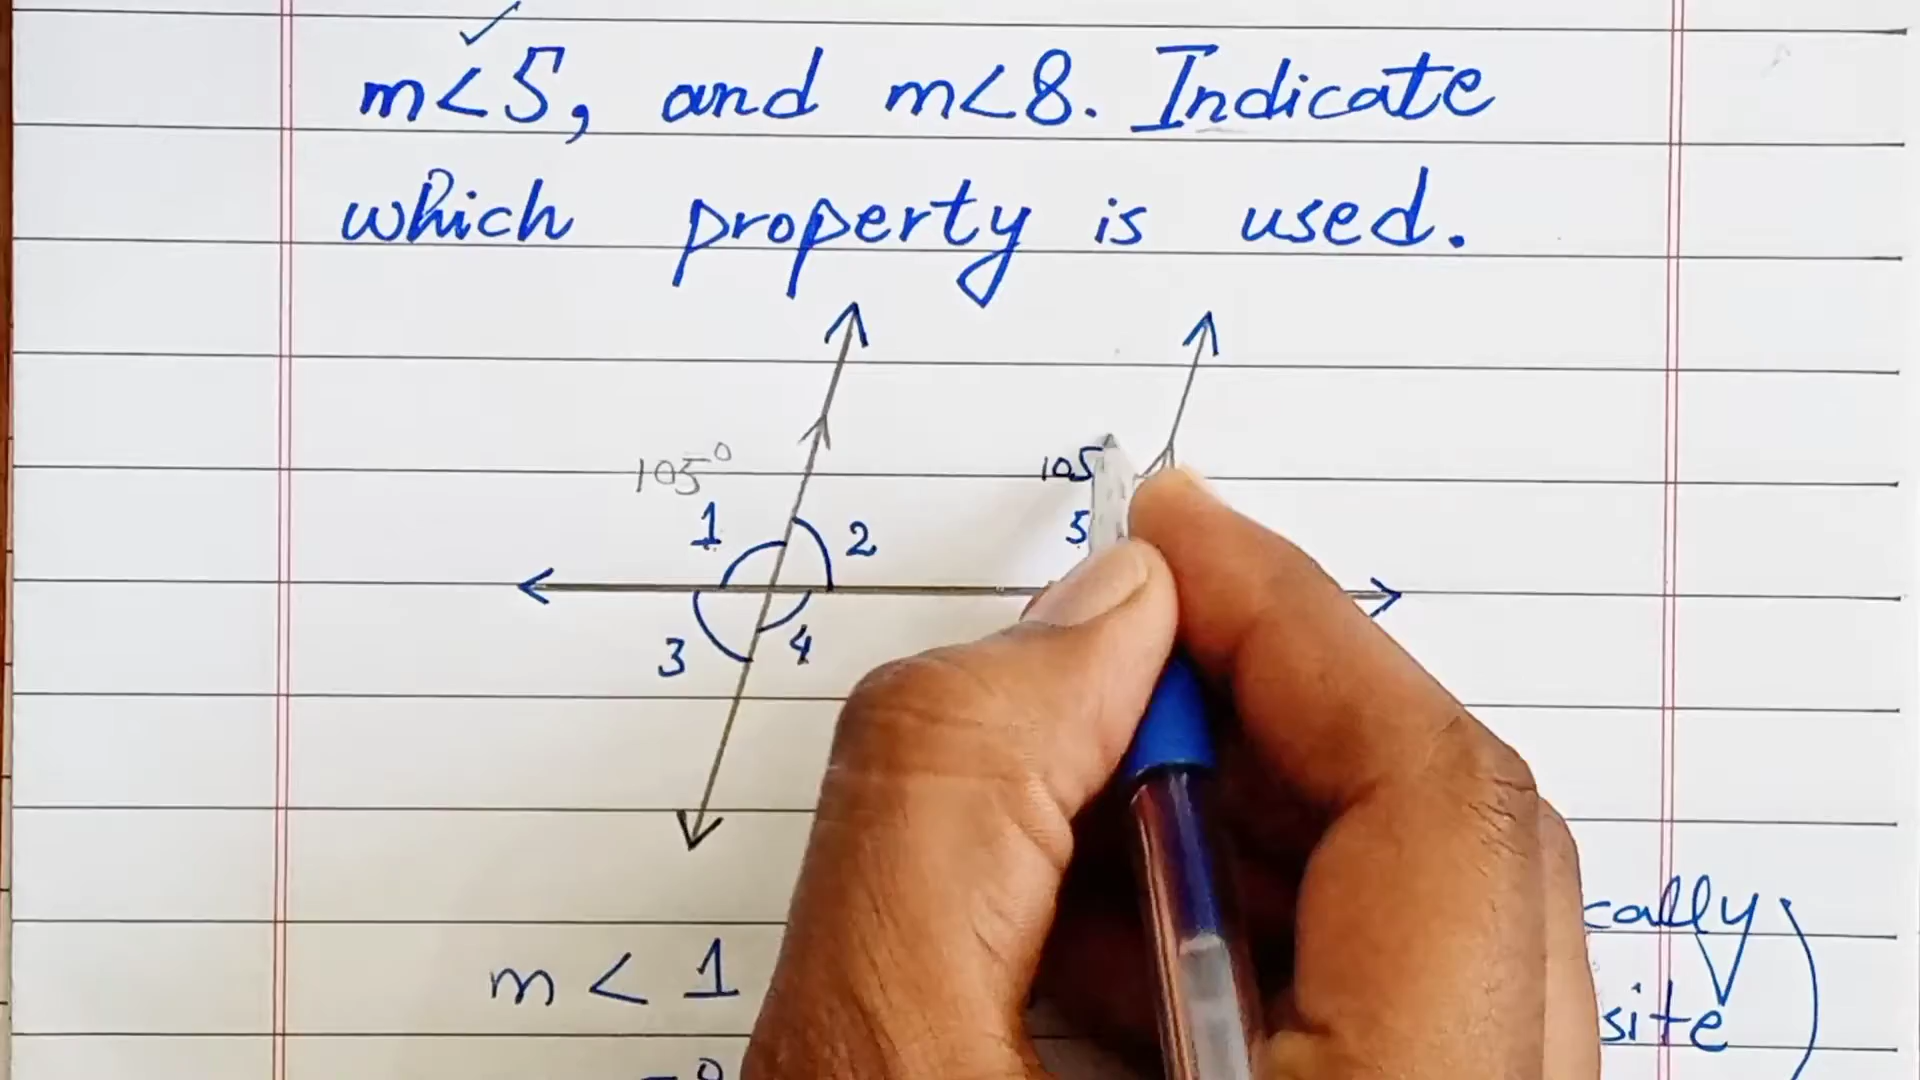 m<5, and m<8. Indicate
which property is used.
105° 105
1 2 5
3 4
cally
m < 1
site